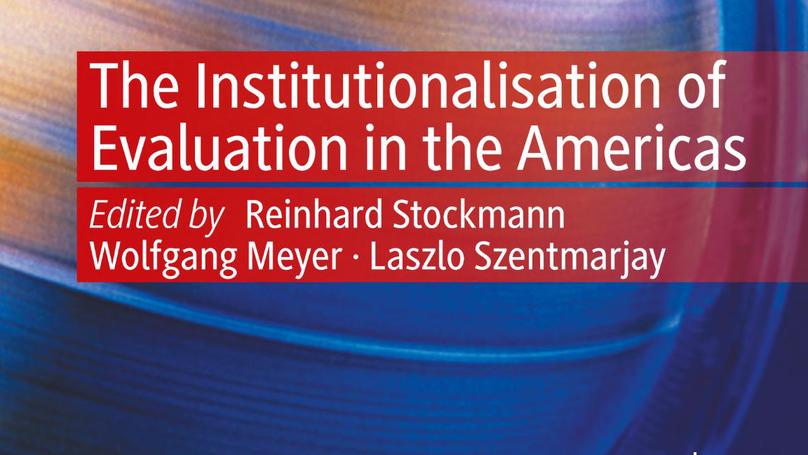 The Institutionalisation of
Evaluation in the Americas
Edited by Reinhard Stockmann
Wolfgang Meyer · Laszlo Szentmarjay